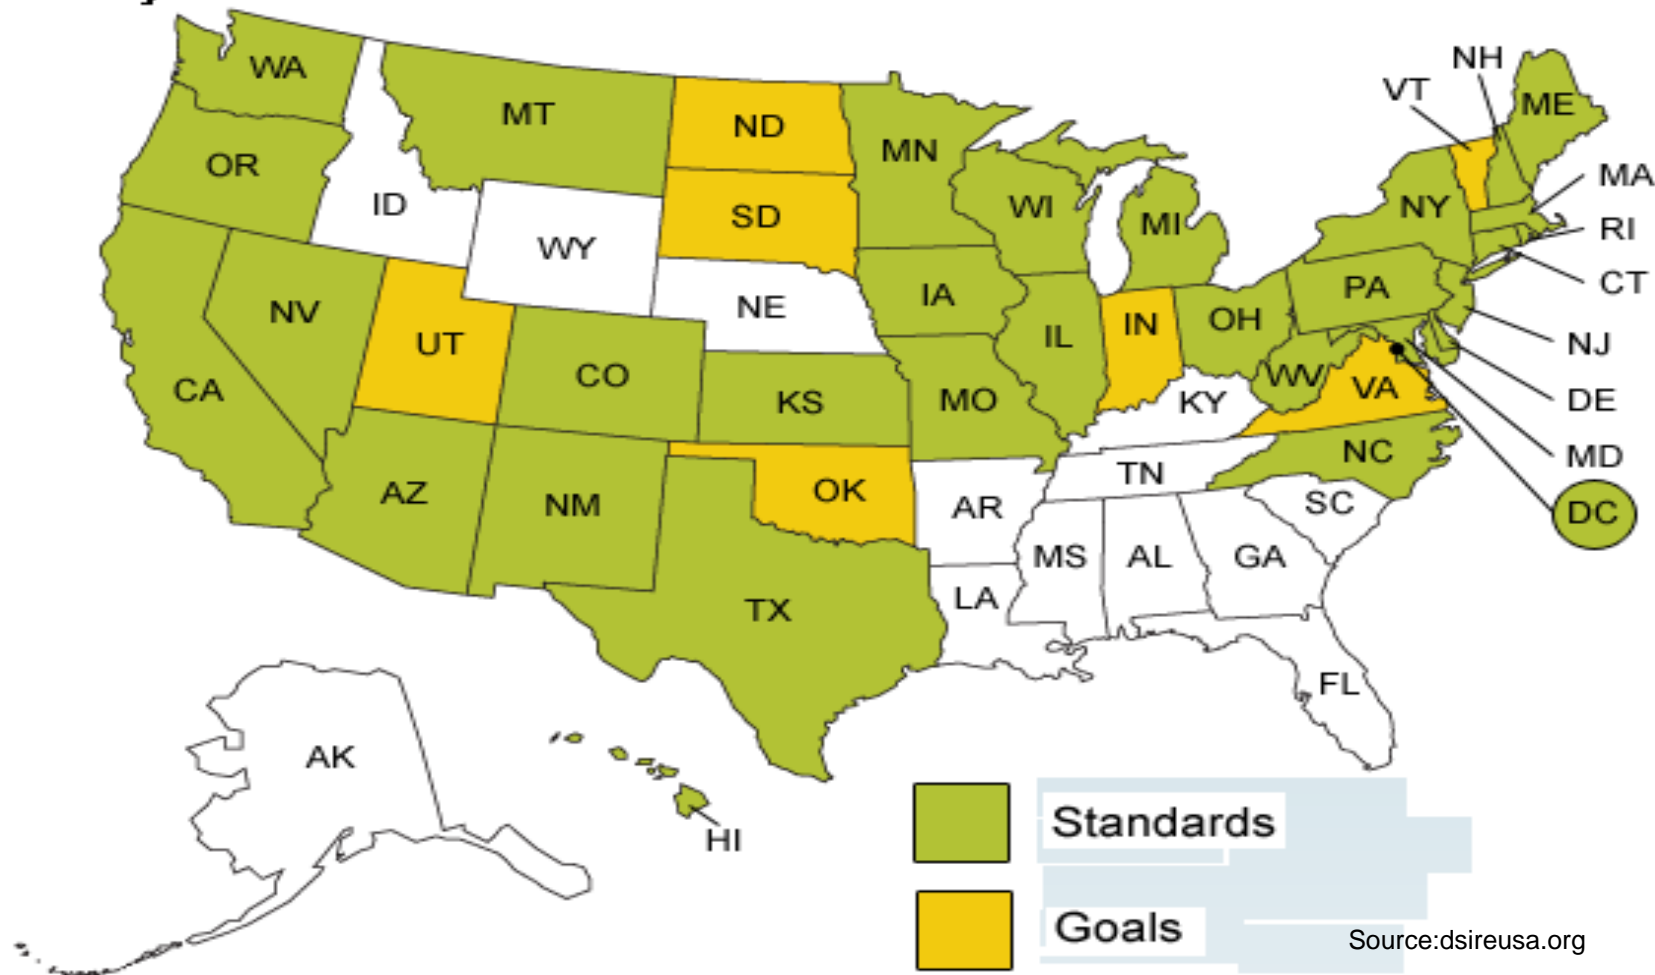 WA
MT
ND
MN
OR
ID
SD
WI
MI
VT
NH
ME
NY
MA
RI
CT
WY
NE
IA
PA
NV
UT
CO
KS
MO
IL
IN
OH
WV
VA
KY
NJ
DE
MD
DC
CA
AZ
NM
OK
AR
TN
NC
SC
MS
AL
GA
LA
TX
FL
AK
HI
Standards
Goals
Source:dsireusa.org